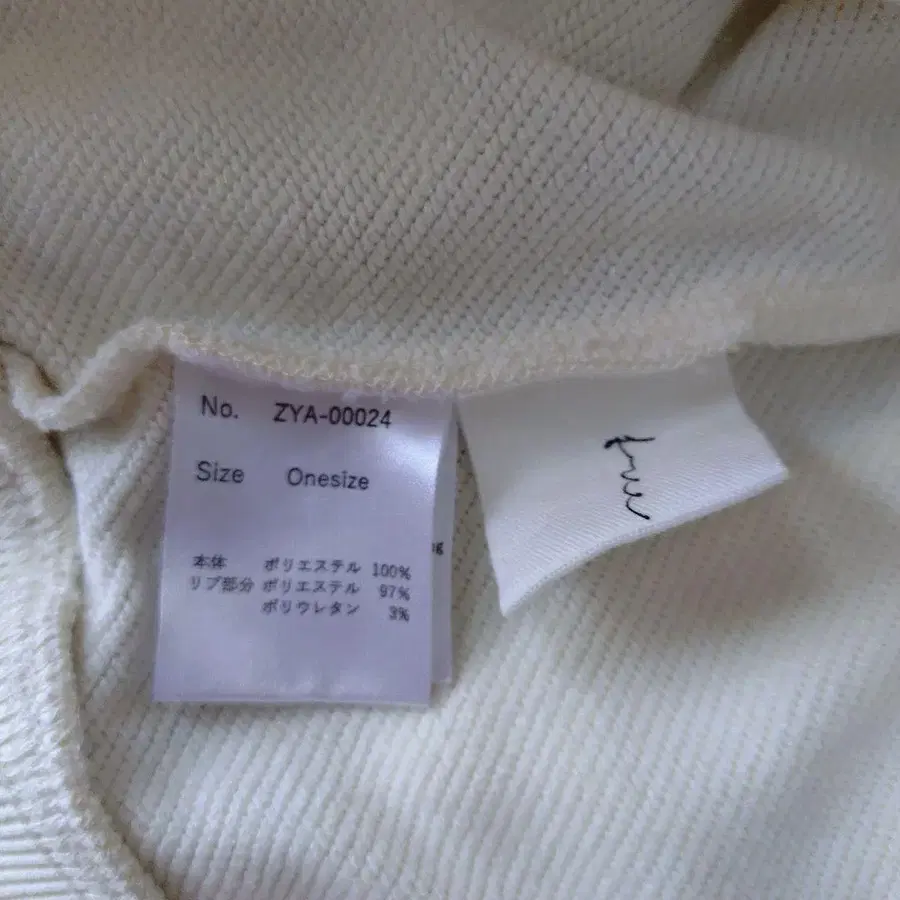 No. ZYA-00024
Size Onesize
本体 ポリエステル 100%
リブ部分 ポリエステル 97%
ポリウレタン 3%